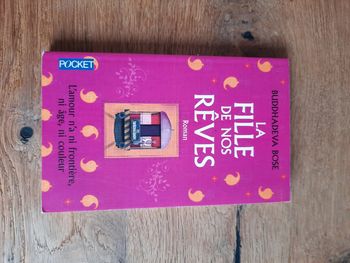 BUDDHADEVA BOSE
LA
FILLE
DE NOS
RÊVES
Roman
L'amour n'a ni frontière,
ni âge, ni couleur
POCKET